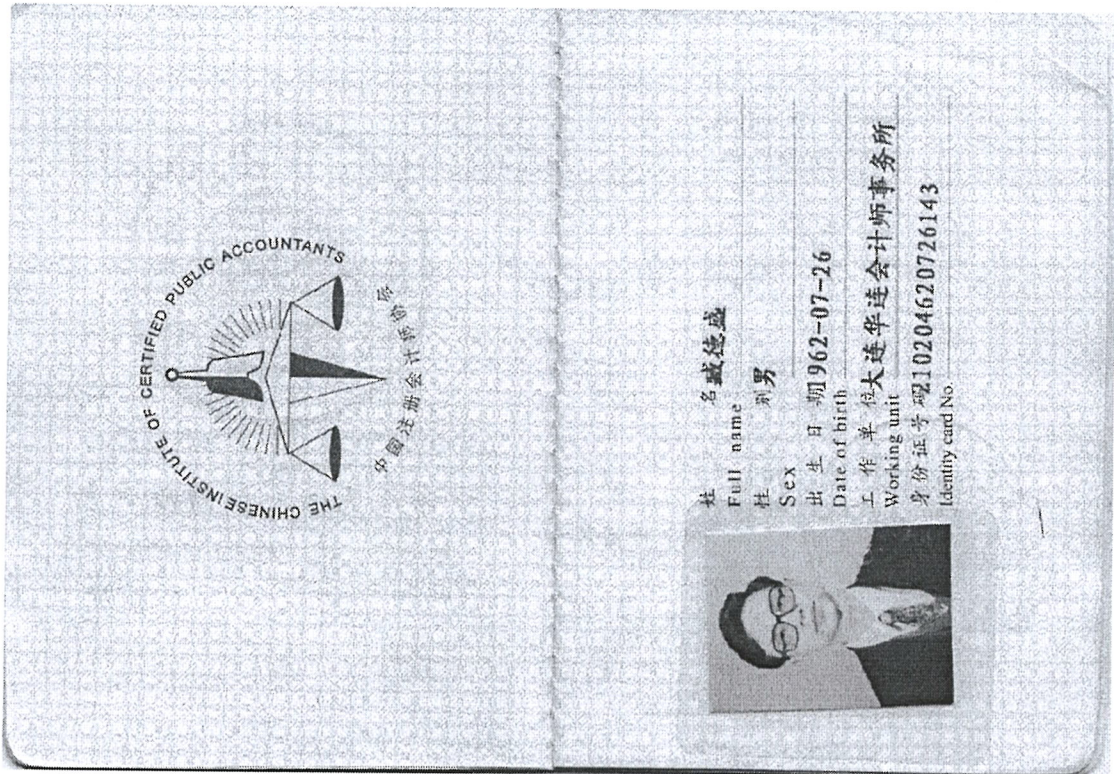 THE CHINESE INSTITUTE OF CERTIFIED PUBLIC ACCOUNTANTS
中国注册会计师协会
姓 名 戚德盛
Full name
性 别 男
Sex
出 生 日 期 1962-07-26
Date of birth
工 作 单 位 大连华连会计师事务所
Working unit
身份证号码 210204620726143
Identity card No.